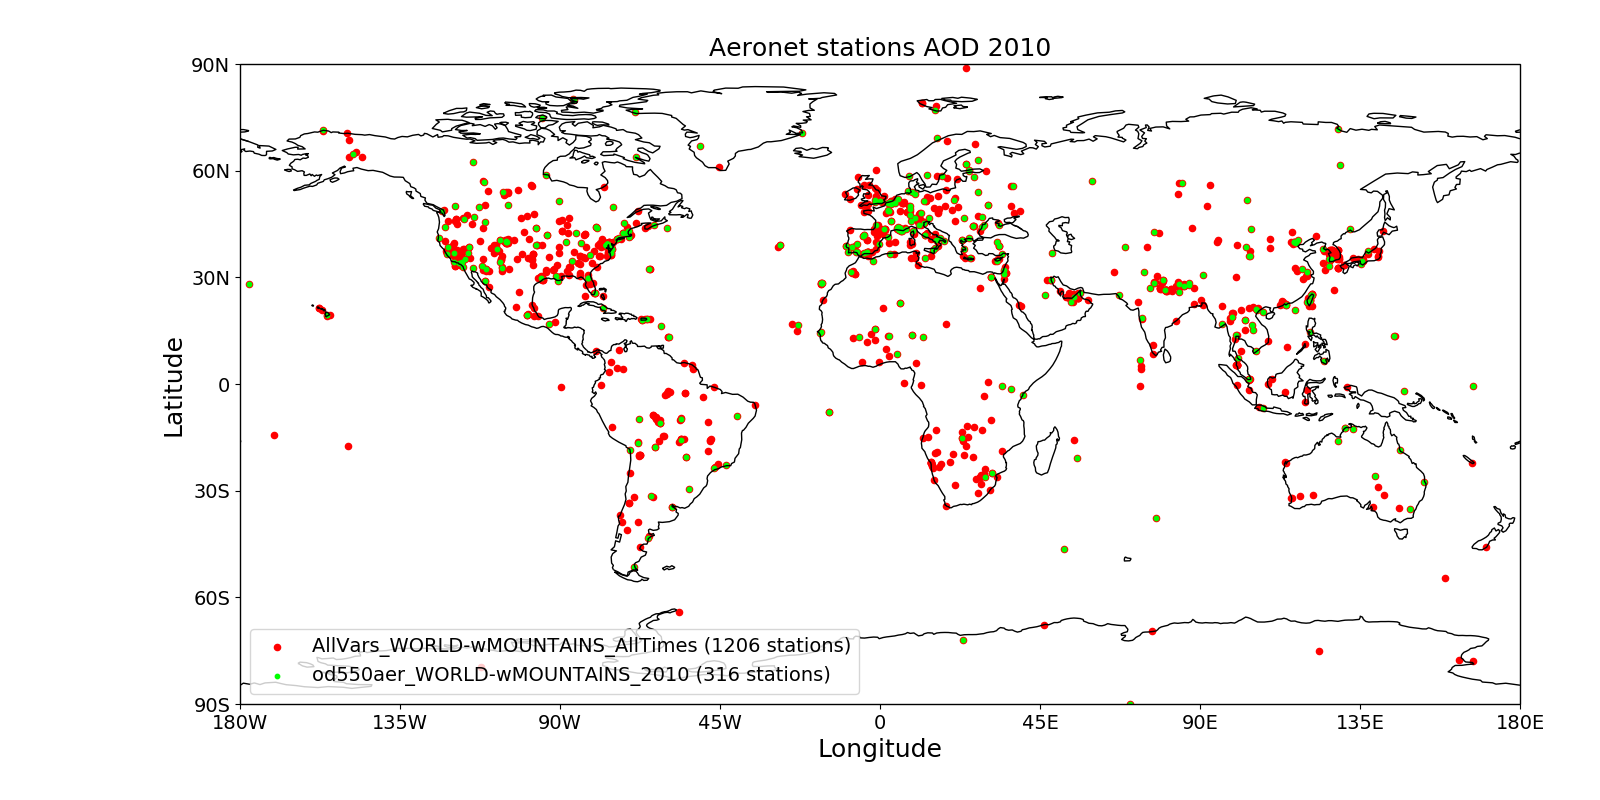 Aeronet stations AOD 2010
90N
60N
30N
0
30S
60S
90S
Latitude
AllVars_WORLD-wMOUNTAINS_AllTimes (1206 stations)
od550aer_WORLD-wMOUNTAINS_2010 (316 stations)
180W
135W
90W
45W
0
45E
90E
135E
180E
Longitude